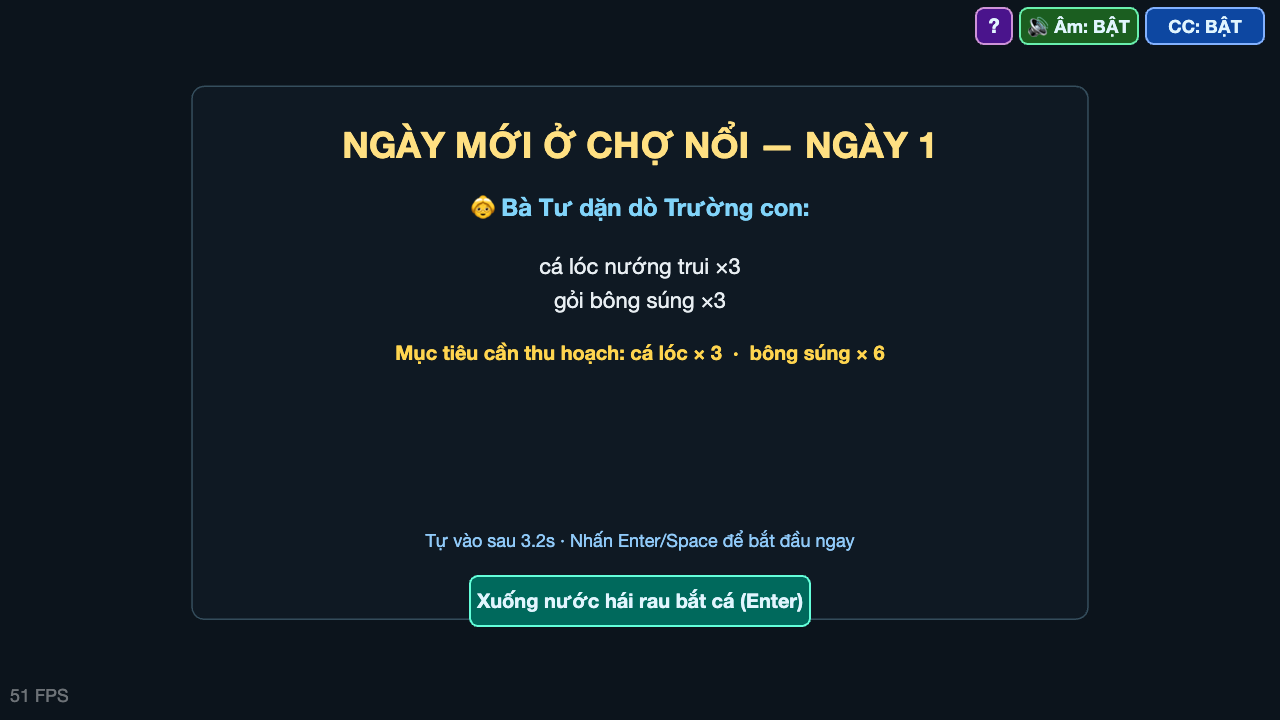 ?
🔊 Âm: BẬT
CC: BẬT
NGÀY MỚI Ở CHỢ NỔI — NGÀY 1
👵 Bà Tư dặn dò Trường con:
cá lóc nướng trui ×3
gỏi bông súng ×3
Mục tiêu cần thu hoạch: cá lóc × 3 · bông súng × 6
Tự vào sau 3.2s · Nhấn Enter/Space để bắt đầu ngay
Xuống nước hái rau bắt cá (Enter)
51 FPS